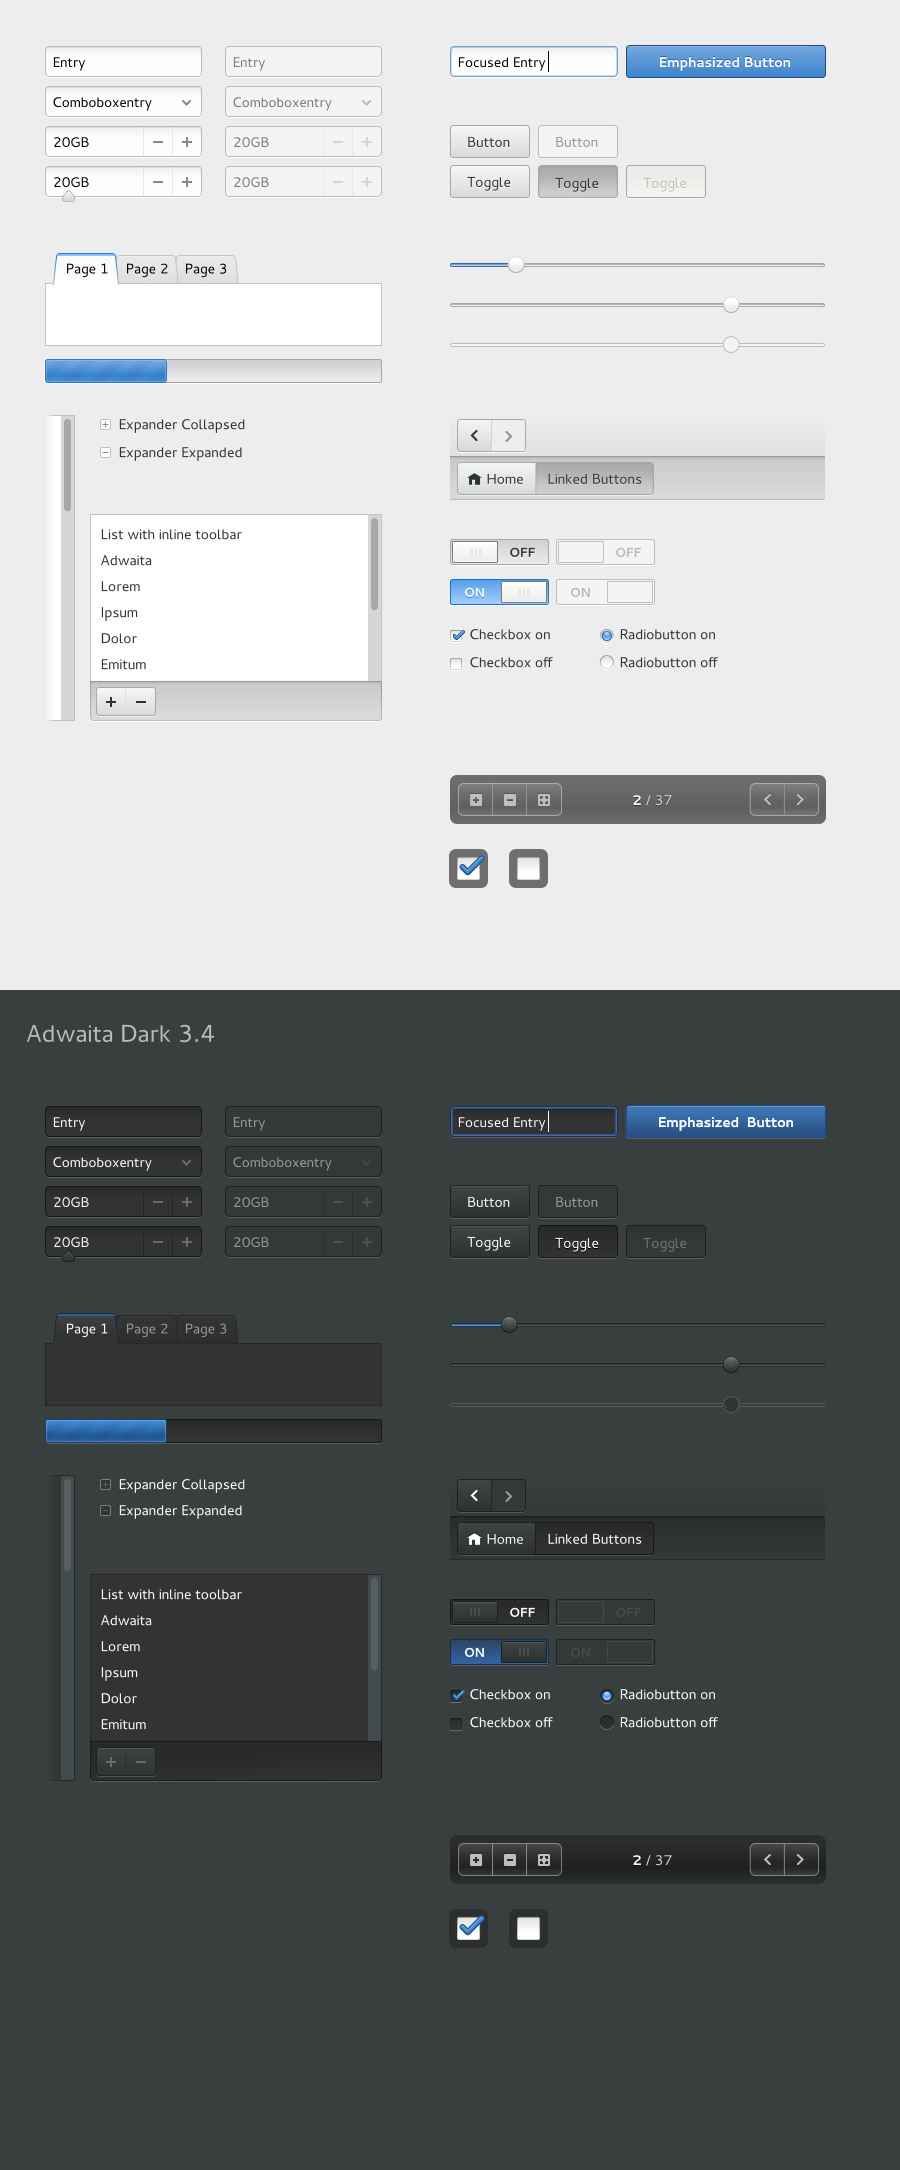 Entry
Entry
Focused Entry
Emphasized Button
Comboboxentry
Comboboxentry
20GB
20GB
Button
Button
20GB
20GB
Toggle
Toggle
Toggle
Page 1
Page 2
Page 3
Expander Collapsed
Expander Expanded
Home
Linked Buttons
List with inline toolbar
Adwaita
Lorem
Ipsum
Dolor
Emitum
OFF
OFF
ON
ON
Checkbox on
Radiobutton on
Checkbox off
Radiobutton off
2 / 37
Adwaita Dark 3.4
Entry
Entry
Focused Entry
Emphasized Button
Comboboxentry
Comboboxentry
20GB
20GB
Button
Button
20GB
20GB
Toggle
Toggle
Toggle
Page 1
Page 2
Page 3
Expander Collapsed
Expander Expanded
Home
Linked Buttons
List with inline toolbar
Adwaita
Lorem
Ipsum
Dolor
Emitum
OFF
OFF
ON
ON
Checkbox on
Radiobutton on
Checkbox off
Radiobutton off
2 / 37